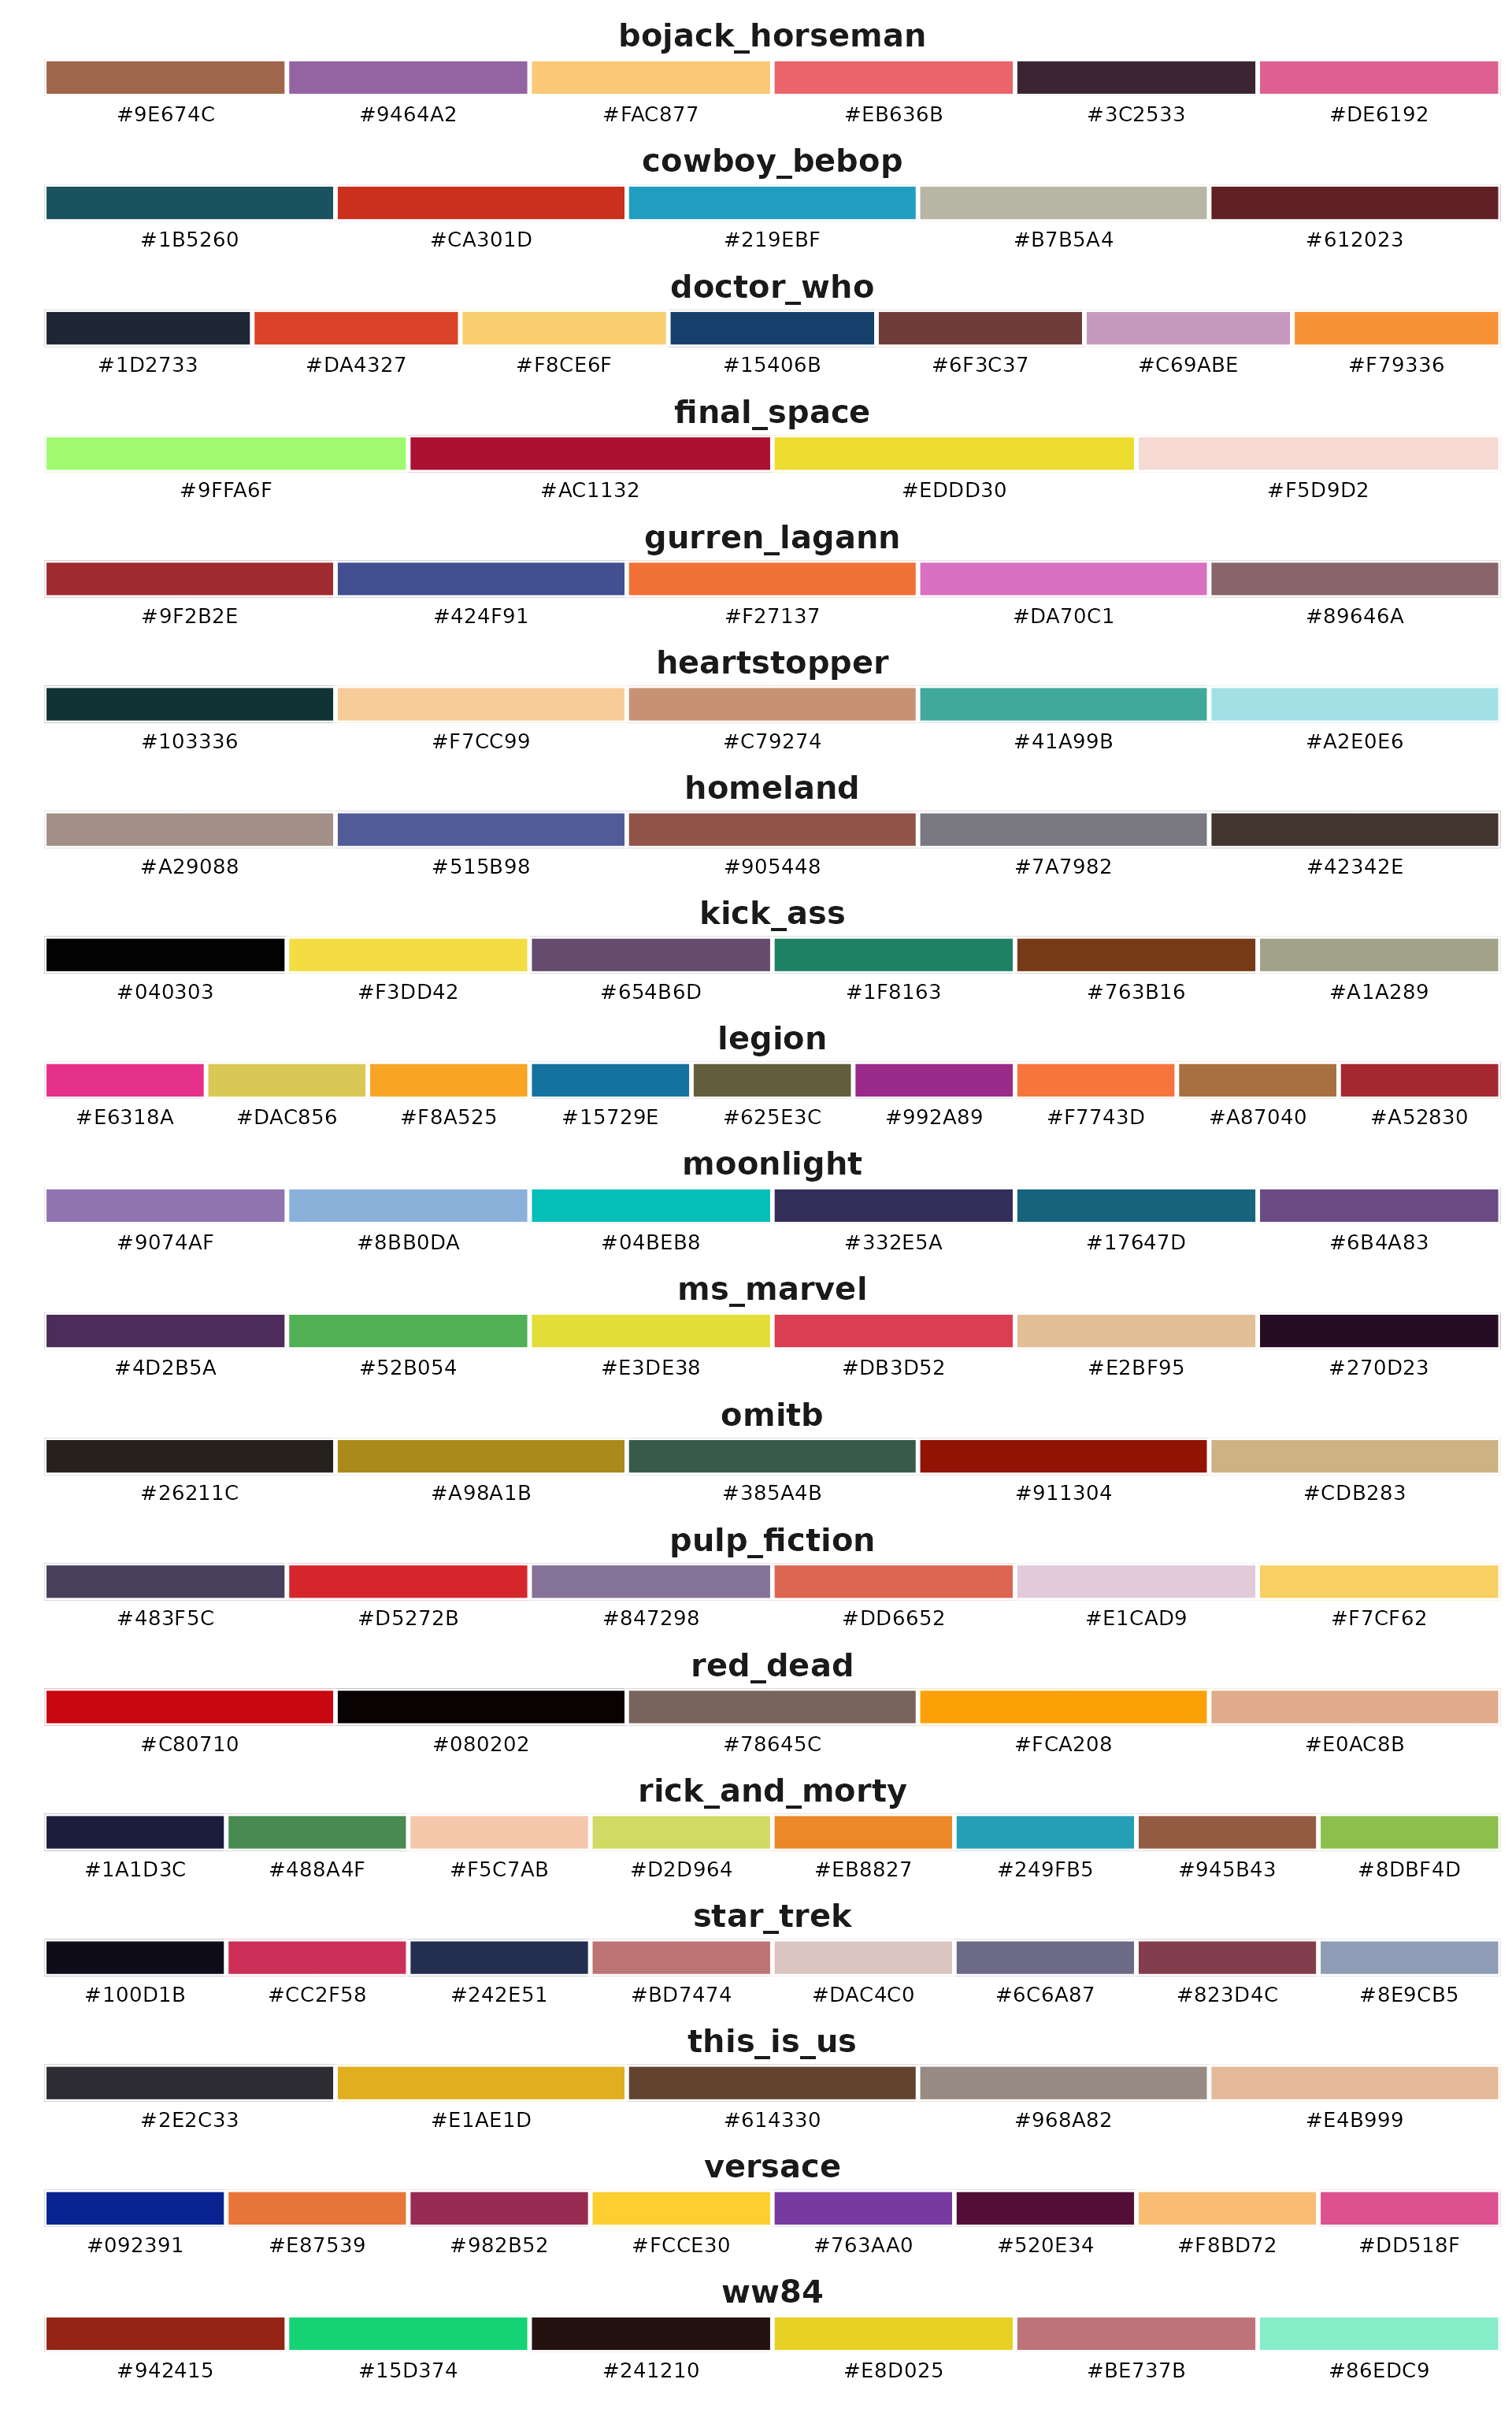 bojack_horseman
#9E674C #9464A2 #FAC877 #EB636B #3C2533 #DE6192
cowboy_bebop
#1B5260 #CA301D #219EBF #B7B5A4 #612023
doctor_who
#1D2733 #DA4327 #F8CE6F #15406B #6F3C37 #C69ABE #F79336
final_space
#9FFA6F #AC1132 #EDDD30 #F5D9D2
gurren_lagann
#9F2B2E #424F91 #F27137 #DA70C1 #89646A
heartstopper
#103336 #F7CC99 #C79274 #41A99B #A2E0E6
homeland
#A29088 #515B98 #905448 #7A7982 #42342E
kick_ass
#040303 #F3DD42 #654B6D #1F8163 #763B16 #A1A289
legion
#E6318A #DAC856 #F8A525 #15729E #625E3C #992A89 #F7743D #A87040 #A52830
moonlight
#9074AF #8BB0DA #04BEB8 #332E5A #17647D #6B4A83
ms_marvel
#4D2B5A #52B054 #E3DE38 #DB3D52 #E2BF95 #270D23
omitb
#26211C #A98A1B #385A4B #911304 #CDB283
pulp_fiction
#483F5C #D5272B #847298 #DD6652 #E1CAD9 #F7CF62
red_dead
#C80710 #080202 #78645C #FCA208 #E0AC8B
rick_and_morty
#1A1D3C #488A4F #F5C7AB #D2D964 #EB8827 #249FB5 #945B43 #8DBF4D
star_trek
#100D1B #CC2F58 #242E51 #BD7474 #DAC4C0 #6C6A87 #823D4C #8E9CB5
this_is_us
#2E2C33 #E1AE1D #614330 #968A82 #E4B999
versace
#092391 #E87539 #982B52 #FCCE30 #763AA0 #520E34 #F8BD72 #DD518F
ww84
#942415 #15D374 #241210 #E8D025 #BE737B #86EDC9